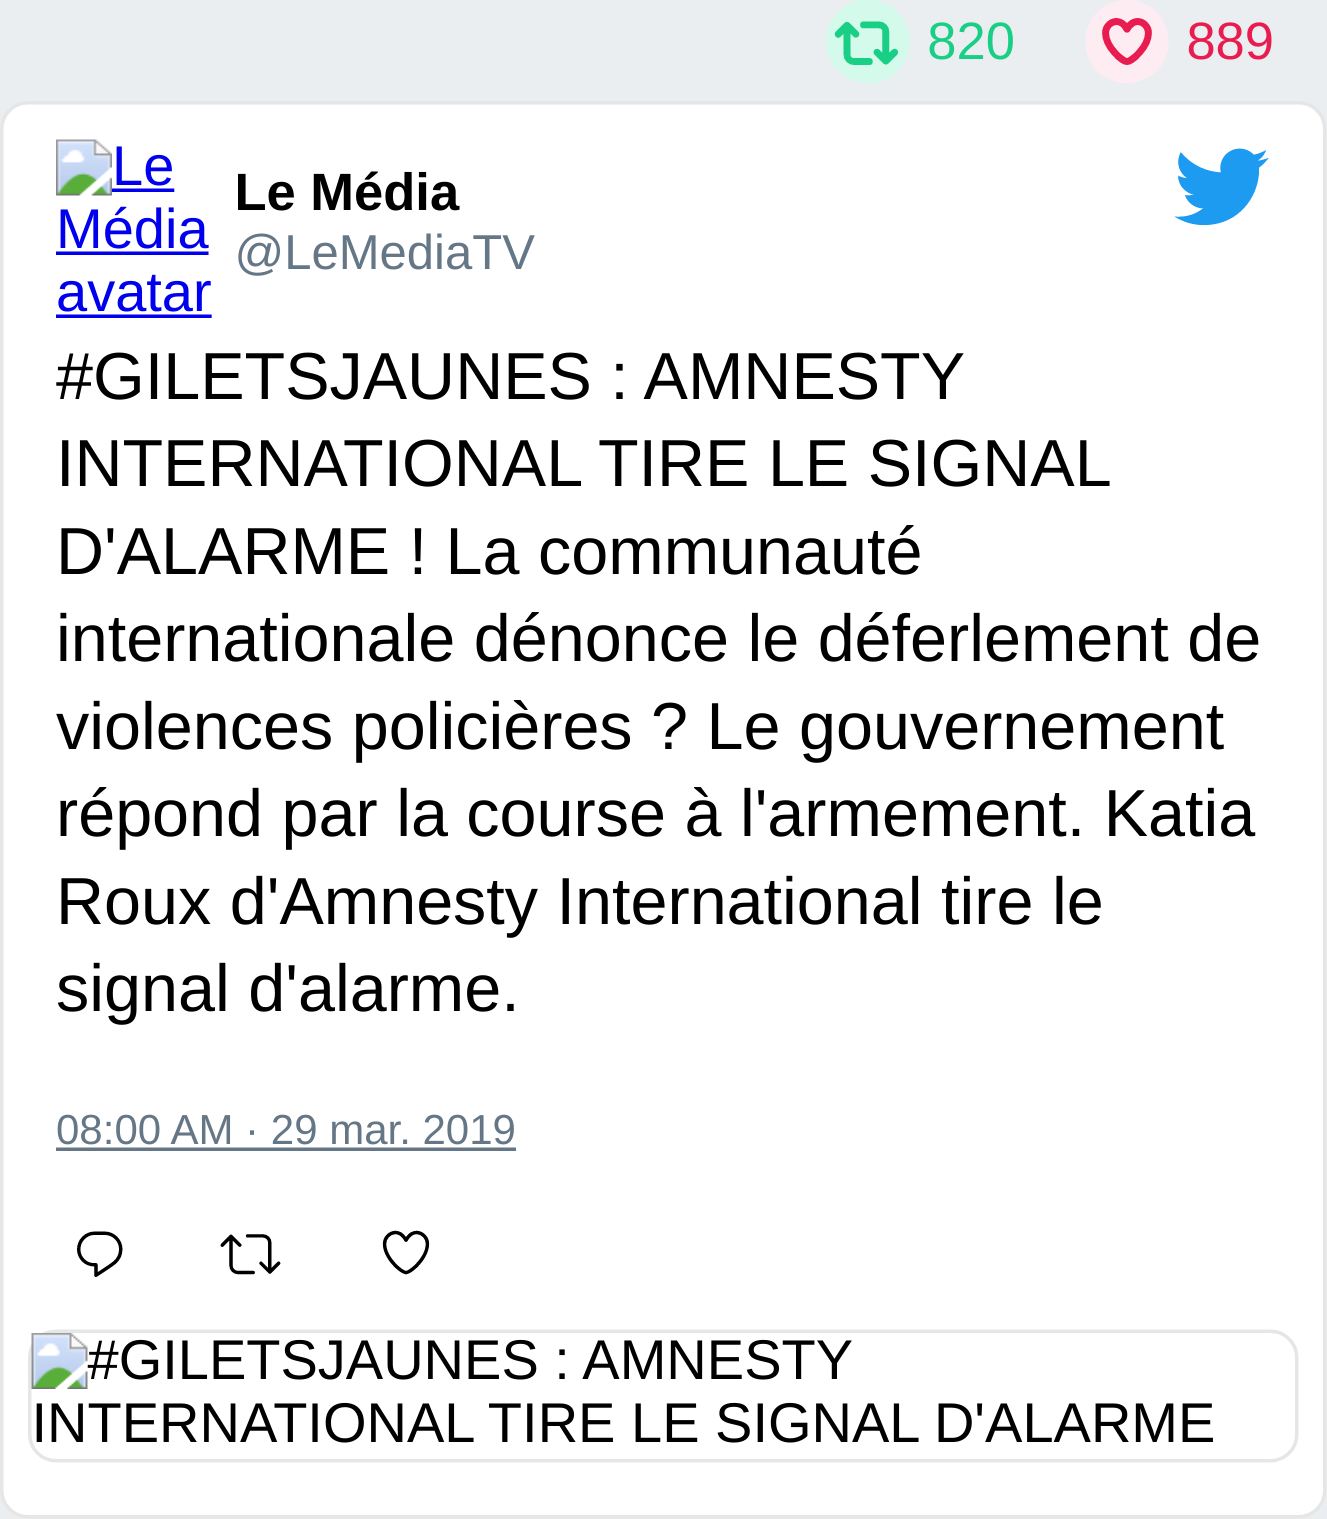 820 889
Le Média avatar
Le Média
@LeMediaTV
#GILETSJAUNES : AMNESTY
INTERNATIONAL TIRE LE SIGNAL
D'ALARME ! La communauté
internationale dénonce le déferlement de
violences policières ? Le gouvernement
répond par la course à l'armement. Katia
Roux d'Amnesty International tire le
signal d'alarme.
08:00 AM · 29 mar. 2019
#GILETSJAUNES : AMNESTY
INTERNATIONAL TIRE LE SIGNAL D'ALARME